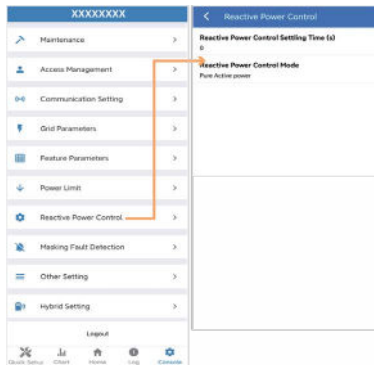 XXXXXXXX
Maintenance
Access Management
Communication Setting
Grid Parameters
Feature Parameters
Power Limit
Reactive Power Control
Masking Fault Detection
Other Setting
Hybrid Setting
Logout
Quick Setup Chart Home Log Console
Reactive Power Control
Reactive Power Control Settling Time (s)
0
Reactive Power Control Mode
Pure Active power